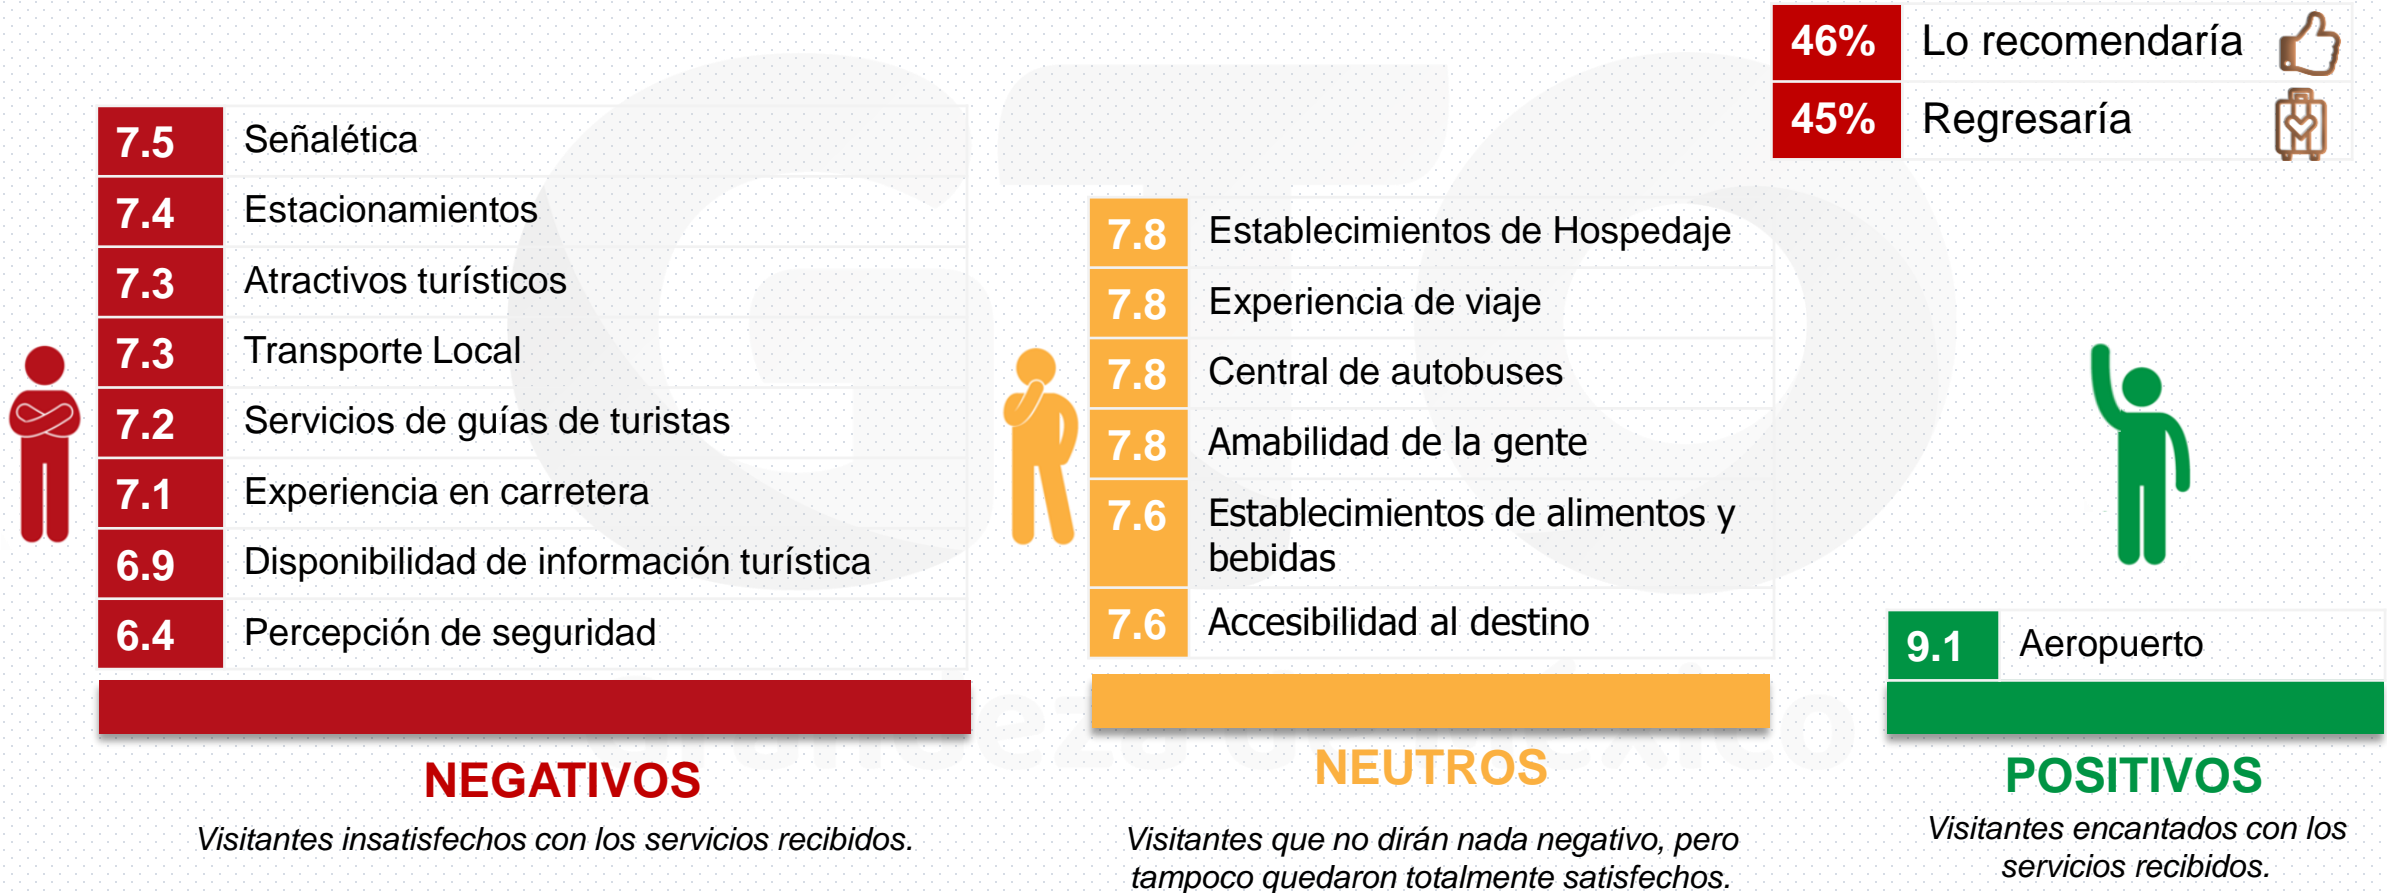 46% Lo recomendaría
45% Regresaría
7.5 Señalética
7.4 Estacionamientos
7.3 Atractivos turísticos
7.3 Transporte Local
7.2 Servicios de guías de turistas
7.1 Experiencia en carretera
6.9 Disponibilidad de información turística
6.4 Percepción de seguridad
NEGATIVOS
Visitantes insatisfechos con los servicios recibidos.
7.8 Establecimientos de Hospedaje
7.8 Experiencia de viaje
7.8 Central de autobuses
7.8 Amabilidad de la gente
7.6 Establecimientos de alimentos y
bebidas
7.6 Accesibilidad al destino
NEUTROS
Visitantes que no dirán nada negativo, pero
tampoco quedaron totalmente satisfechos.
9.1 Aeropuerto
POSITIVOS
Visitantes encantados con los
servicios recibidos.
GTO